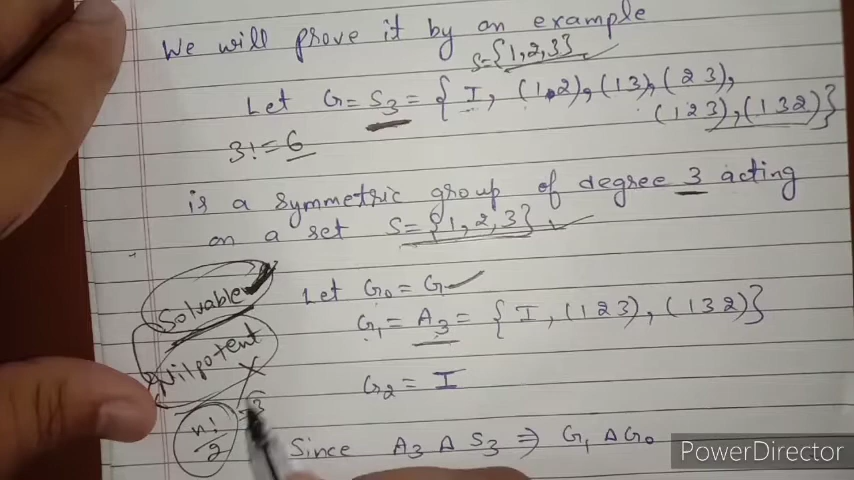 We will prove it by an example
S={1,2,3}
Let G= S₃= { I, (1 2), (1 3), (2 3),
(1 2 3), (1 3 2)}
3!=6
is a symmetric group of degree 3 acting
on a set S={1,2,3}
Solvable
Let G₀=G
G₁= A₃= { I, (1 2 3), (1 3 2)}
Nilpotent
G₂= I
n!
2
Since A₃ Δ S₃ ⇒ G₁ Δ G₀
PowerDirector